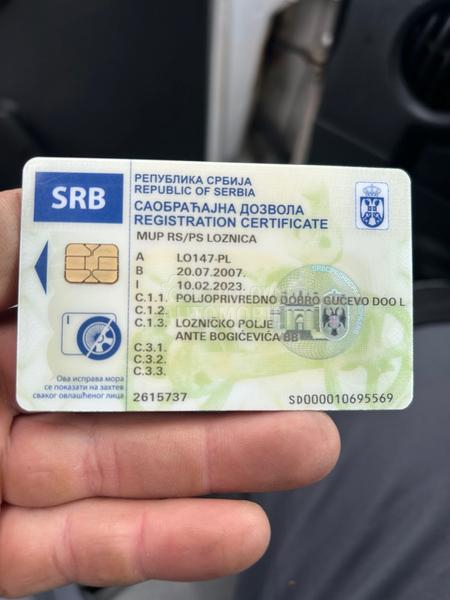 SRB
РЕПУБЛИКА СРБИЈА
REPUBLIC OF SERBIA
САОБРАЋАЈНА ДОЗВОЛА
REGISTRATION CERTIFICATE
MUP RS/PS LOZNICA
A LO147-PL
B 20.07.2007.
I 10.02.2023.
C.1.1. POLJOPRIVREDNO DOBRO GUČEVO DOO L
C.1.2.
C.1.3. LOZNIČKO POLJE
ANTE BOGIĆEVIĆA BB
C.3.1.
C.3.2.
C.3.3.
Ова исправа мора
се показати на захтев
сваког овлашћеног лица
2615737
SD000010695569